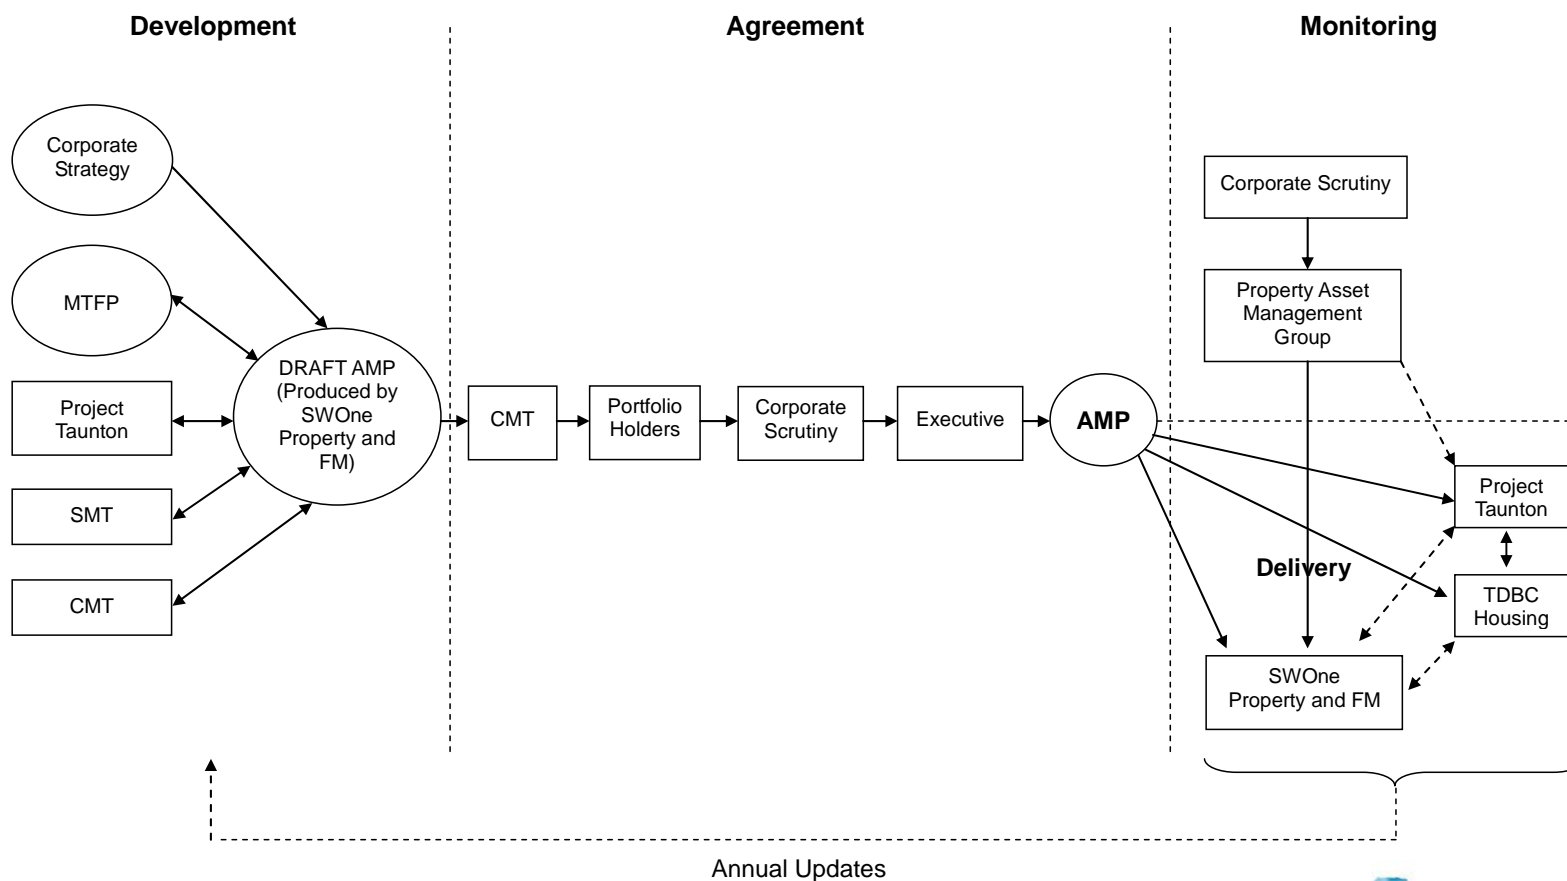 Development
Agreement
Monitoring
Corporate
Strategy
MTFP
Project
Taunton
SMT
CMT
DRAFT AMP
(Produced by
SWOne
Property and
FM)
CMT
Portfolio
Holders
Corporate
Scrutiny
Executive
AMP
Corporate Scrutiny
Property Asset
Management
Group
Project
Taunton
Delivery
TDBC
Housing
SWOne
Property and FM
Annual Updates